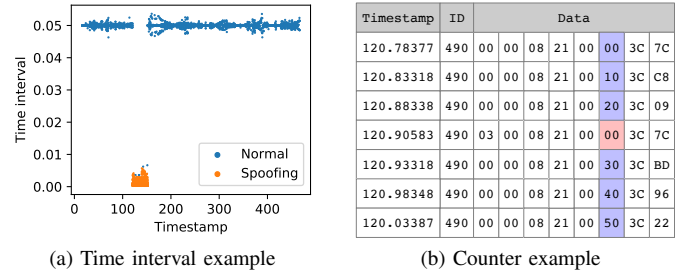 0.05
0.04
0.03
0.02
0.01
0.00
Time interval
Normal
Spoofing
0 100 200 300 400
Timestamp
(a) Time interval example
Timestamp ID Data
120.78377 490 00 00 08 21 00 00 3C 7C
120.83318 490 00 00 08 21 00 10 3C C8
120.88338 490 00 00 08 21 00 20 3C 09
120.90583 490 03 00 08 21 00 00 3C 7C
120.93318 490 00 00 08 21 00 30 3C BD
120.98348 490 00 00 08 21 00 40 3C 96
120.03387 490 00 00 08 21 00 50 3C 22
(b) Counter example